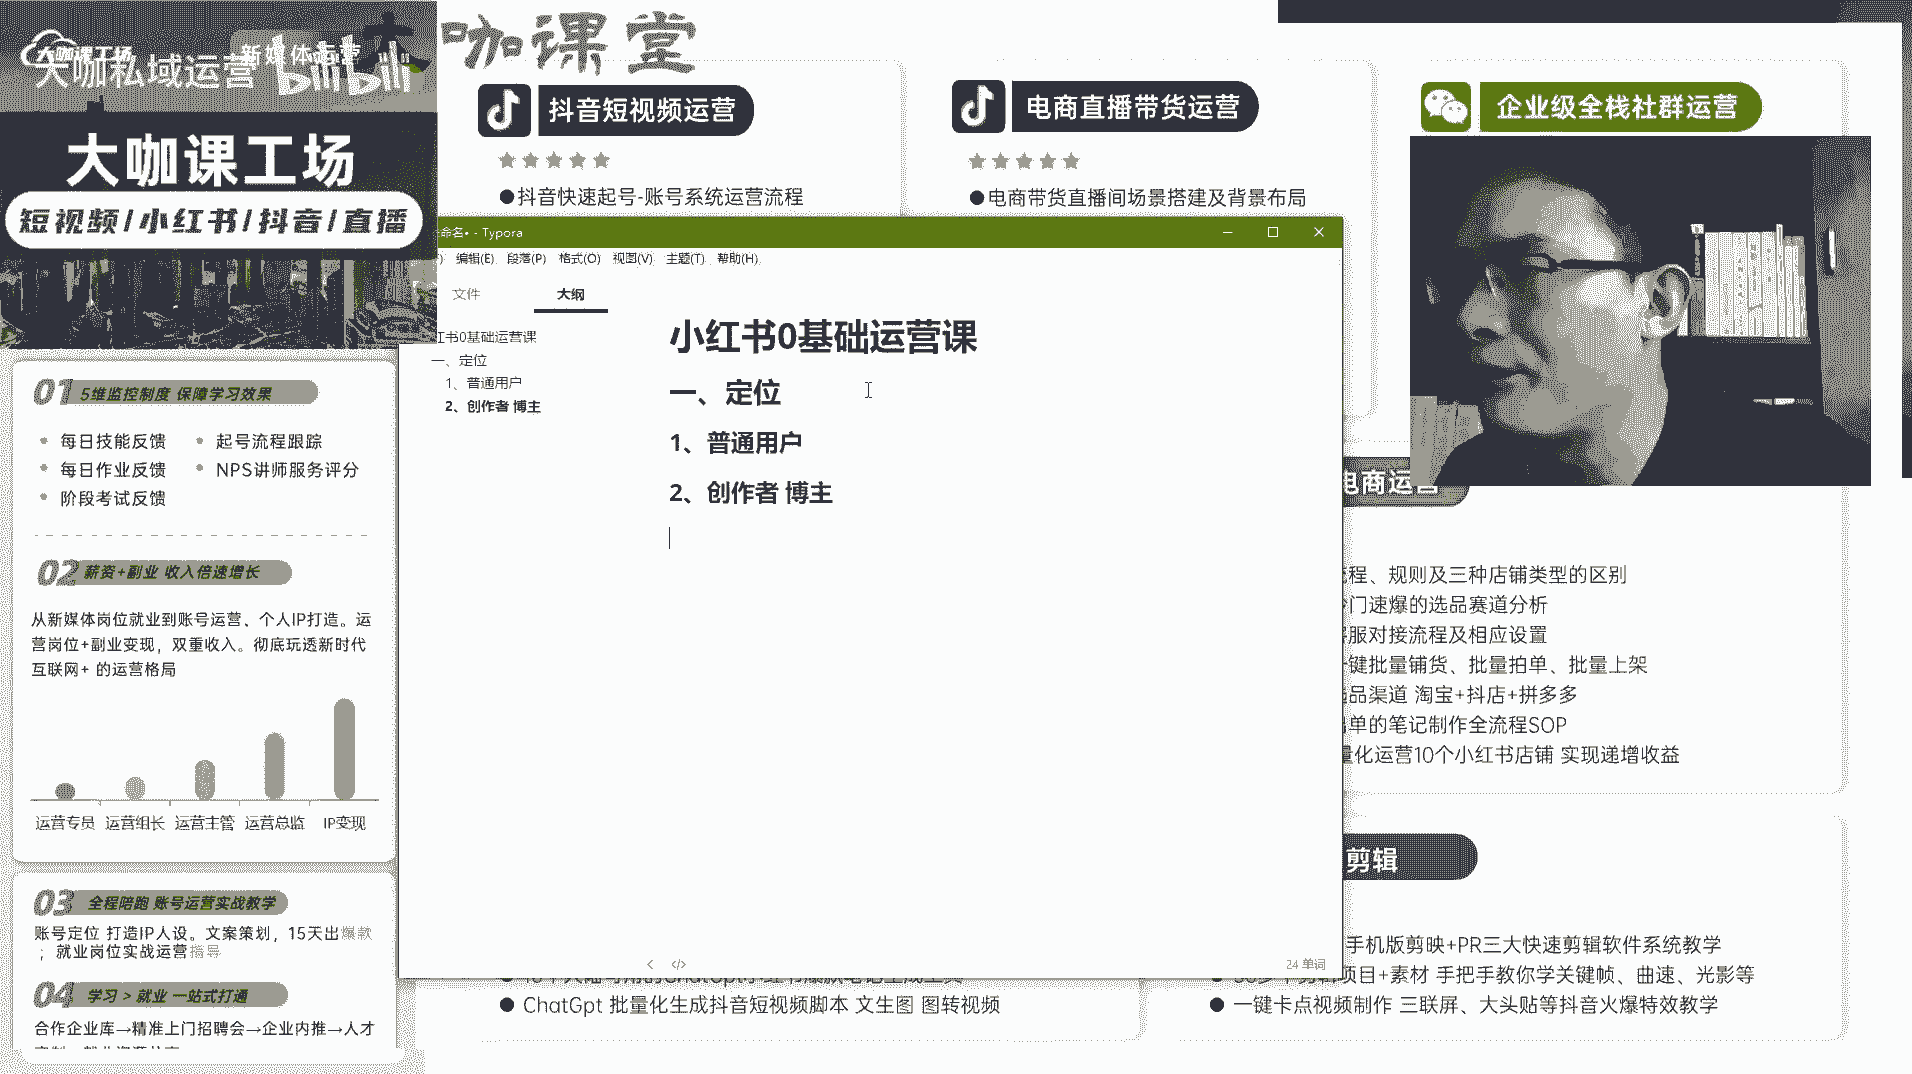 大咖课工场
新媒体运营
大咖私域运营
bilibili
大咖课工场
短视频/小红书/抖音/直播
咖课堂
抖音短视频运营
●抖音快速起号-账号系统运营流程
电商直播带货运营
●电商带货直播间场景搭建及背景布局
企业级全栈社群运营
命名• - Typora
编辑(E) 段落(P) 格式(O) 视图(V) 主题(T) 帮助(H)
文件 大纲
书0基础运营课
一、定位
1、普通用户
2、创作者 博主
小红书0基础运营课
一、定位
1、普通用户
2、创作者 博主
</>
24 单词
01 5维监控制度 保障学习效果
每日技能反馈 起号流程跟踪
每日作业反馈 NPS讲师服务评分
阶段考试反馈
02 薪资+副业 收入倍速增长
从新媒体岗位就业到账号运营、个人IP打造。运
营岗位+副业变现，双重收入。彻底玩透新时代
互联网+ 的运营格局
运营专员 运营组长 运营主管 运营总监 IP变现
03 全程陪跑 账号运营实战教学
账号定位 打造IP人设。文案策划，15天出爆款
；就业岗位实战运营指导
04 学习 > 就业 一站式打通
合作企业库→精准上门招聘会→企业内推→人才
电商运营
程、规则及三种店铺类型的区别
门速爆的选品赛道分析
服对接流程及相应设置
键批量铺货、批量拍单、批量上架
品渠道 淘宝+抖店+拼多多
单的笔记制作全流程SOP
量化运营10个小红书店铺 实现递增收益
剪辑
手机版剪映+PR三大快速剪辑软件系统教学
项目+素材 手把手教你学关键帧、曲速、光影等
● 一键卡点视频制作 三联屏、大头贴等抖音火爆特效教学
● ChatGpt 批量化生成抖音短视频脚本 文生图 图转视频